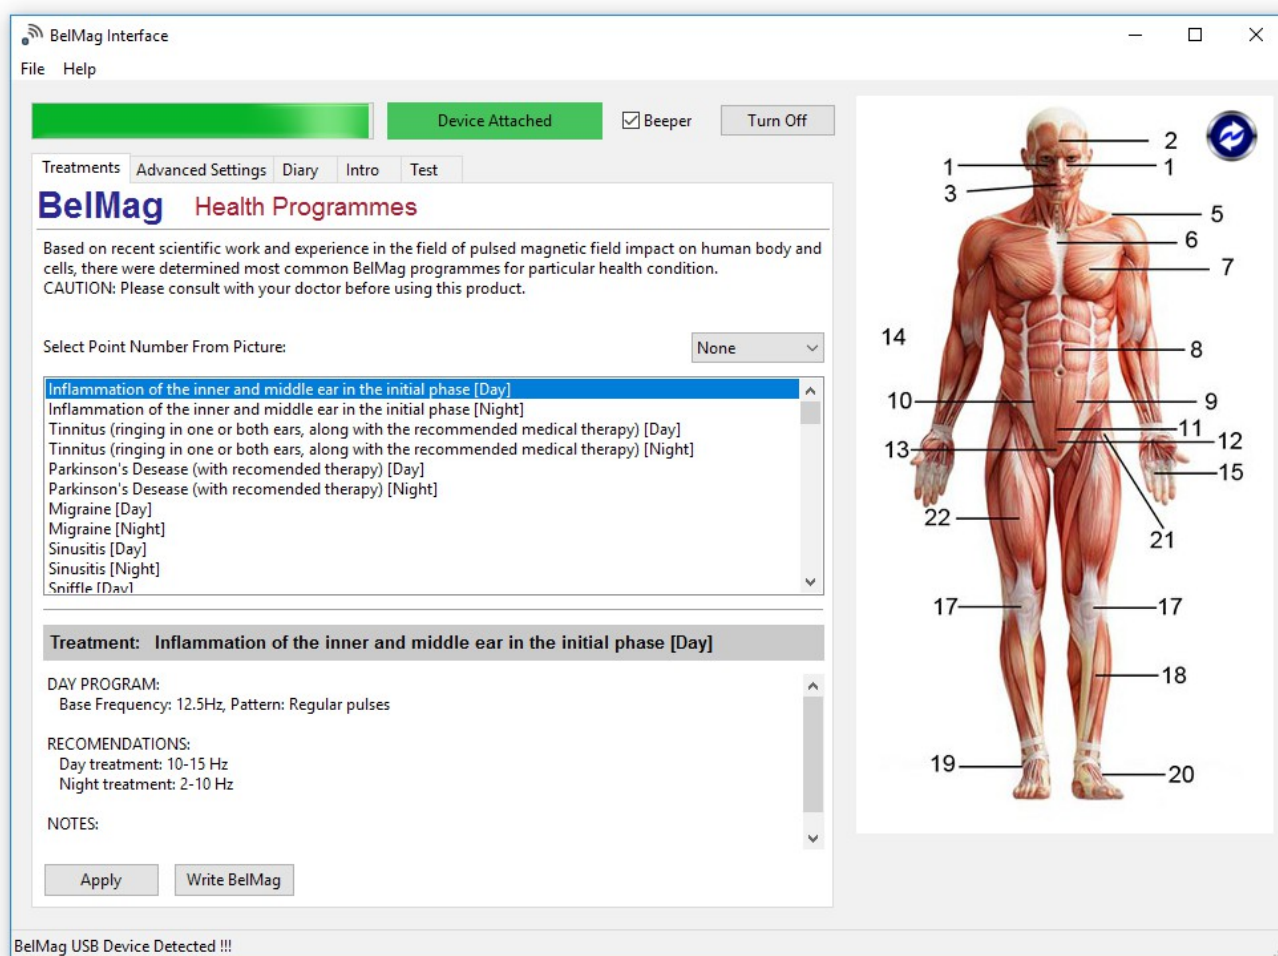 BelMag Interface
File Help
Device Attached Beeper Turn Off
Treatments Advanced Settings Diary Intro Test
BelMag Health Programmes
Based on recent scientific work and experience in the field of pulsed magnetic field impact on human body and
cells, there were determined most common BelMag programmes for particular health condition.
CAUTION: Please consult with your doctor before using this product.
Select Point Number From Picture: None
Inflammation of the inner and middle ear in the initial phase [Day]
Inflammation of the inner and middle ear in the initial phase [Night]
Tinnitus (ringing in one or both ears, along with the recommended medical therapy) [Day]
Tinnitus (ringing in one or both ears, along with the recommended medical therapy) [Night]
Parkinson's Desease (with recomended therapy) [Day]
Parkinson's Desease (with recomended therapy) [Night]
Migraine [Day]
Migraine [Night]
Sinusitis [Day]
Sinusitis [Night]
Sniffle [Day]
Treatment: Inflammation of the inner and middle ear in the initial phase [Day]
DAY PROGRAM:
Base Frequency: 12.5Hz, Pattern: Regular pulses
RECOMENDATIONS:
Day treatment: 10-15 Hz
Night treatment: 2-10 Hz
NOTES:
Apply Write BelMag
2
1 1
3
5
6
7
14
8
10 9
11
13 12
15
22
21
17 17
18
19
20
BelMag USB Device Detected !!!